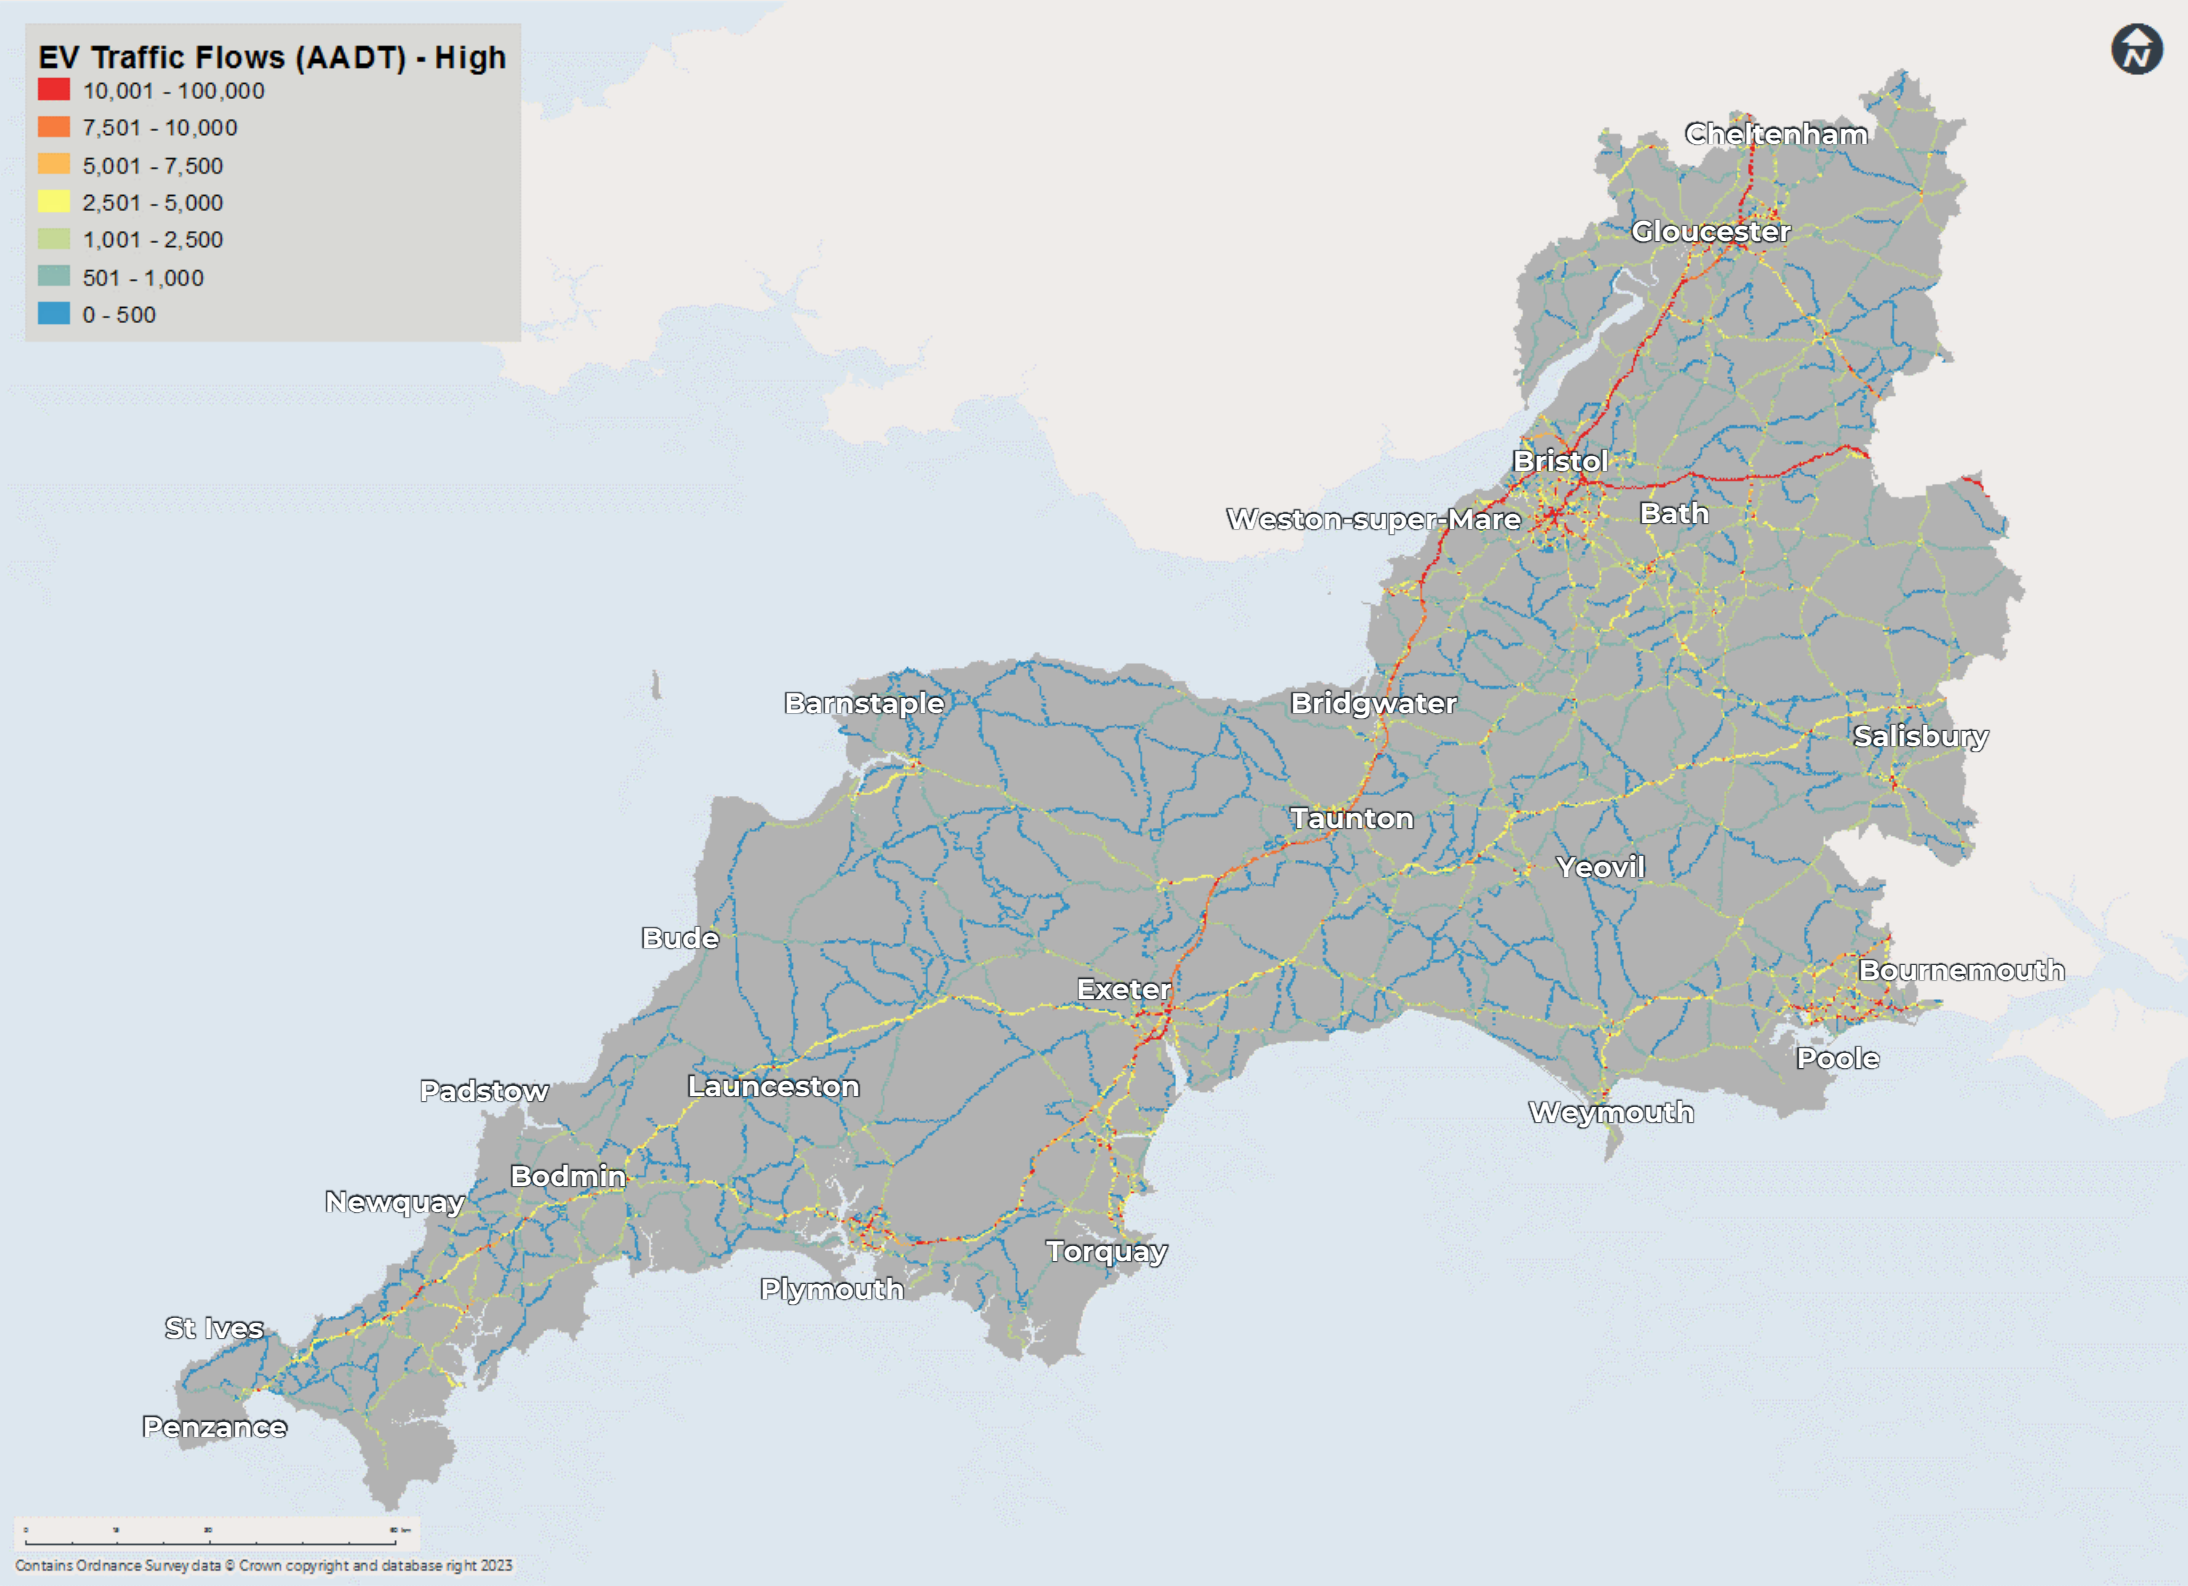 EV Traffic Flows (AADT) - High
10,001 - 100,000
7,501 - 10,000
5,001 - 7,500
2,501 - 5,000
1,001 - 2,500
501 - 1,000
0 - 500
N
Cheltenham
Gloucester
Bristol
Weston-super-Mare
Bath
Barnstaple
Bridgwater
Salisbury
Taunton
Yeovil
Bude
Bournemouth
Exeter
Poole
Launceston
Padstow
Weymouth
Bodmin
Newquay
Torquay
Plymouth
St Ives
Penzance
0
Contains Ordnance Survey data © Crown copyright and database right 2023